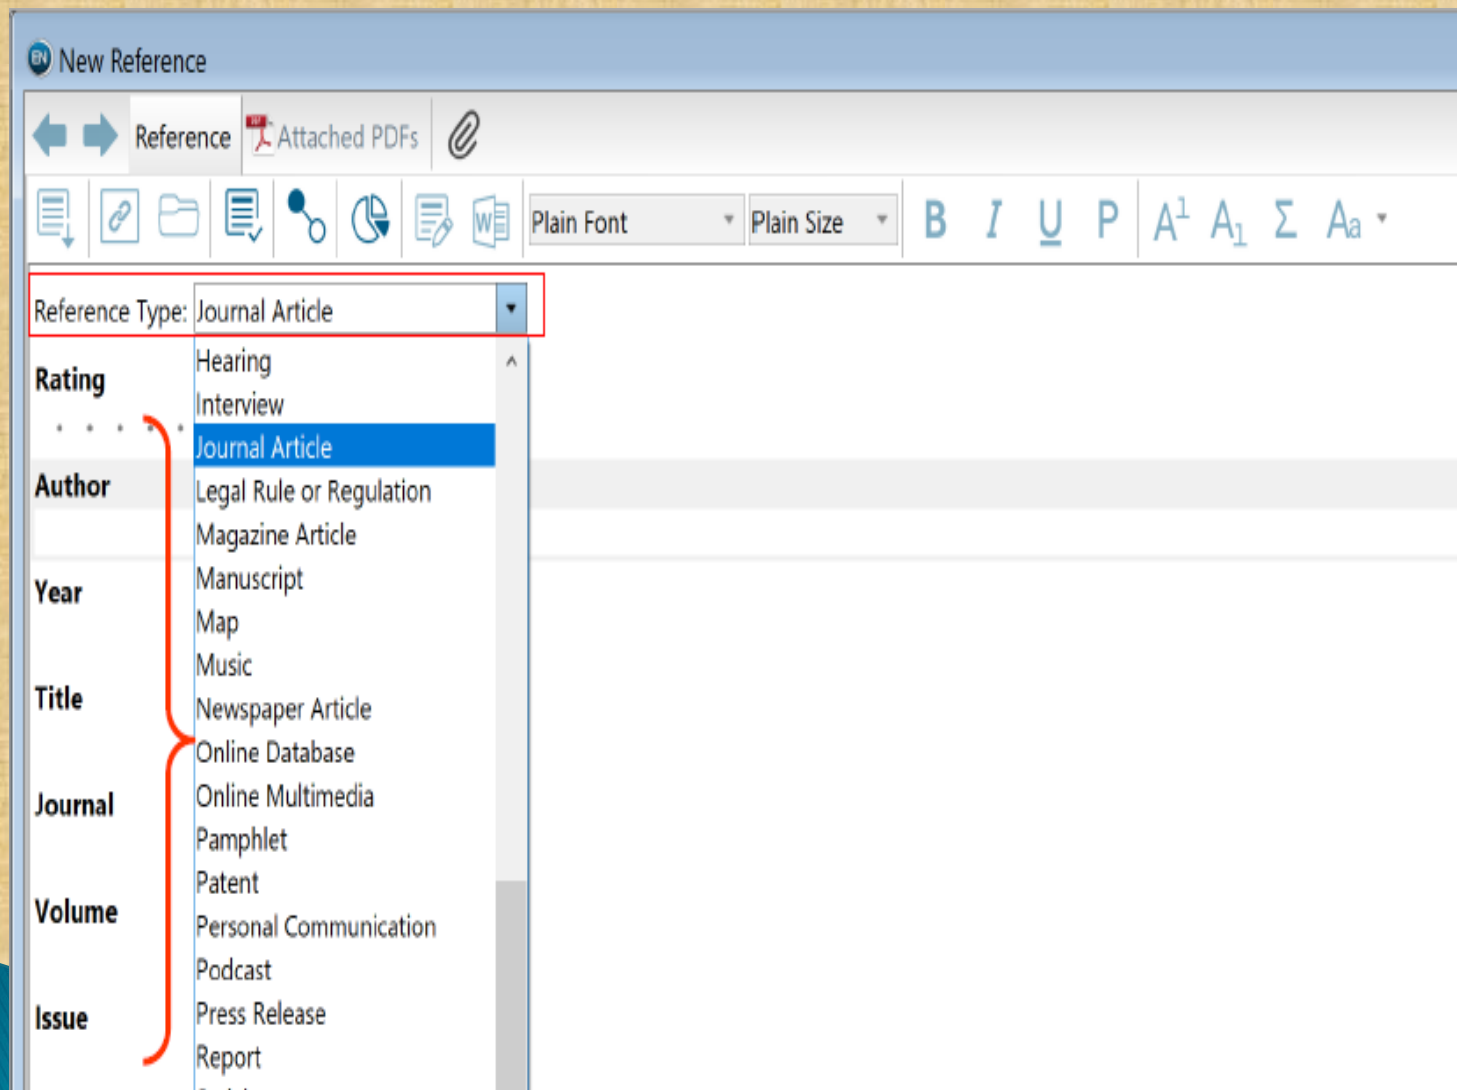 EN New Reference
Reference Attached PDFs
Plain Font Plain Size B I U P A¹ A₁ Σ Aa
Reference Type: Journal Article
Hearing
Rating
Interview
Journal Article
Author
Legal Rule or Regulation
Magazine Article
Year
Manuscript
Map
Music
Title
Newspaper Article
Online Database
Journal
Online Multimedia
Pamphlet
Patent
Volume
Personal Communication
Podcast
Issue
Press Release
Report